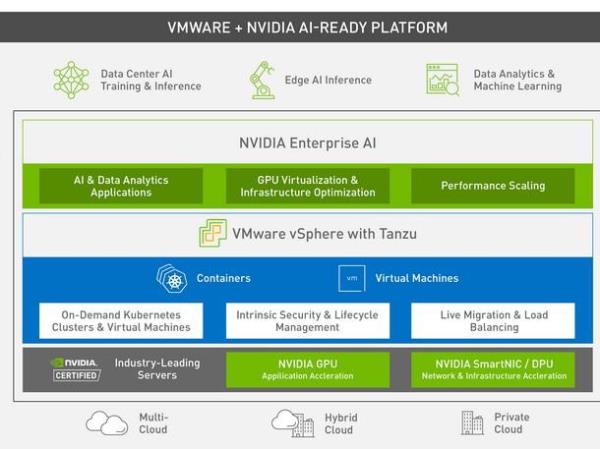 VMWARE + NVIDIA AI-READY PLATFORM
Data Center AI
Training & Inference
Edge AI Inference
Data Analytics &
Machine Learning
NVIDIA Enterprise AI
AI & Data Analytics
Applications
GPU Virtualization &
Infrastructure Optimization
Performance Scaling
VMware vSphere with Tanzu
Containers
vm
Virtual Machines
On-Demand Kubernetes
Clusters & Virtual Machines
Intrinsic Security & Lifecycle
Management
Live Migration & Load
Balancing
NVIDIA.
CERTIFIED
Industry-Leading
Servers
NVIDIA GPU
Application Accleration
NVIDIA SmartNIC / DPU
Network & Infrastructure Accleration
Multi-
Cloud
Hybrid
Cloud
Private
Cloud